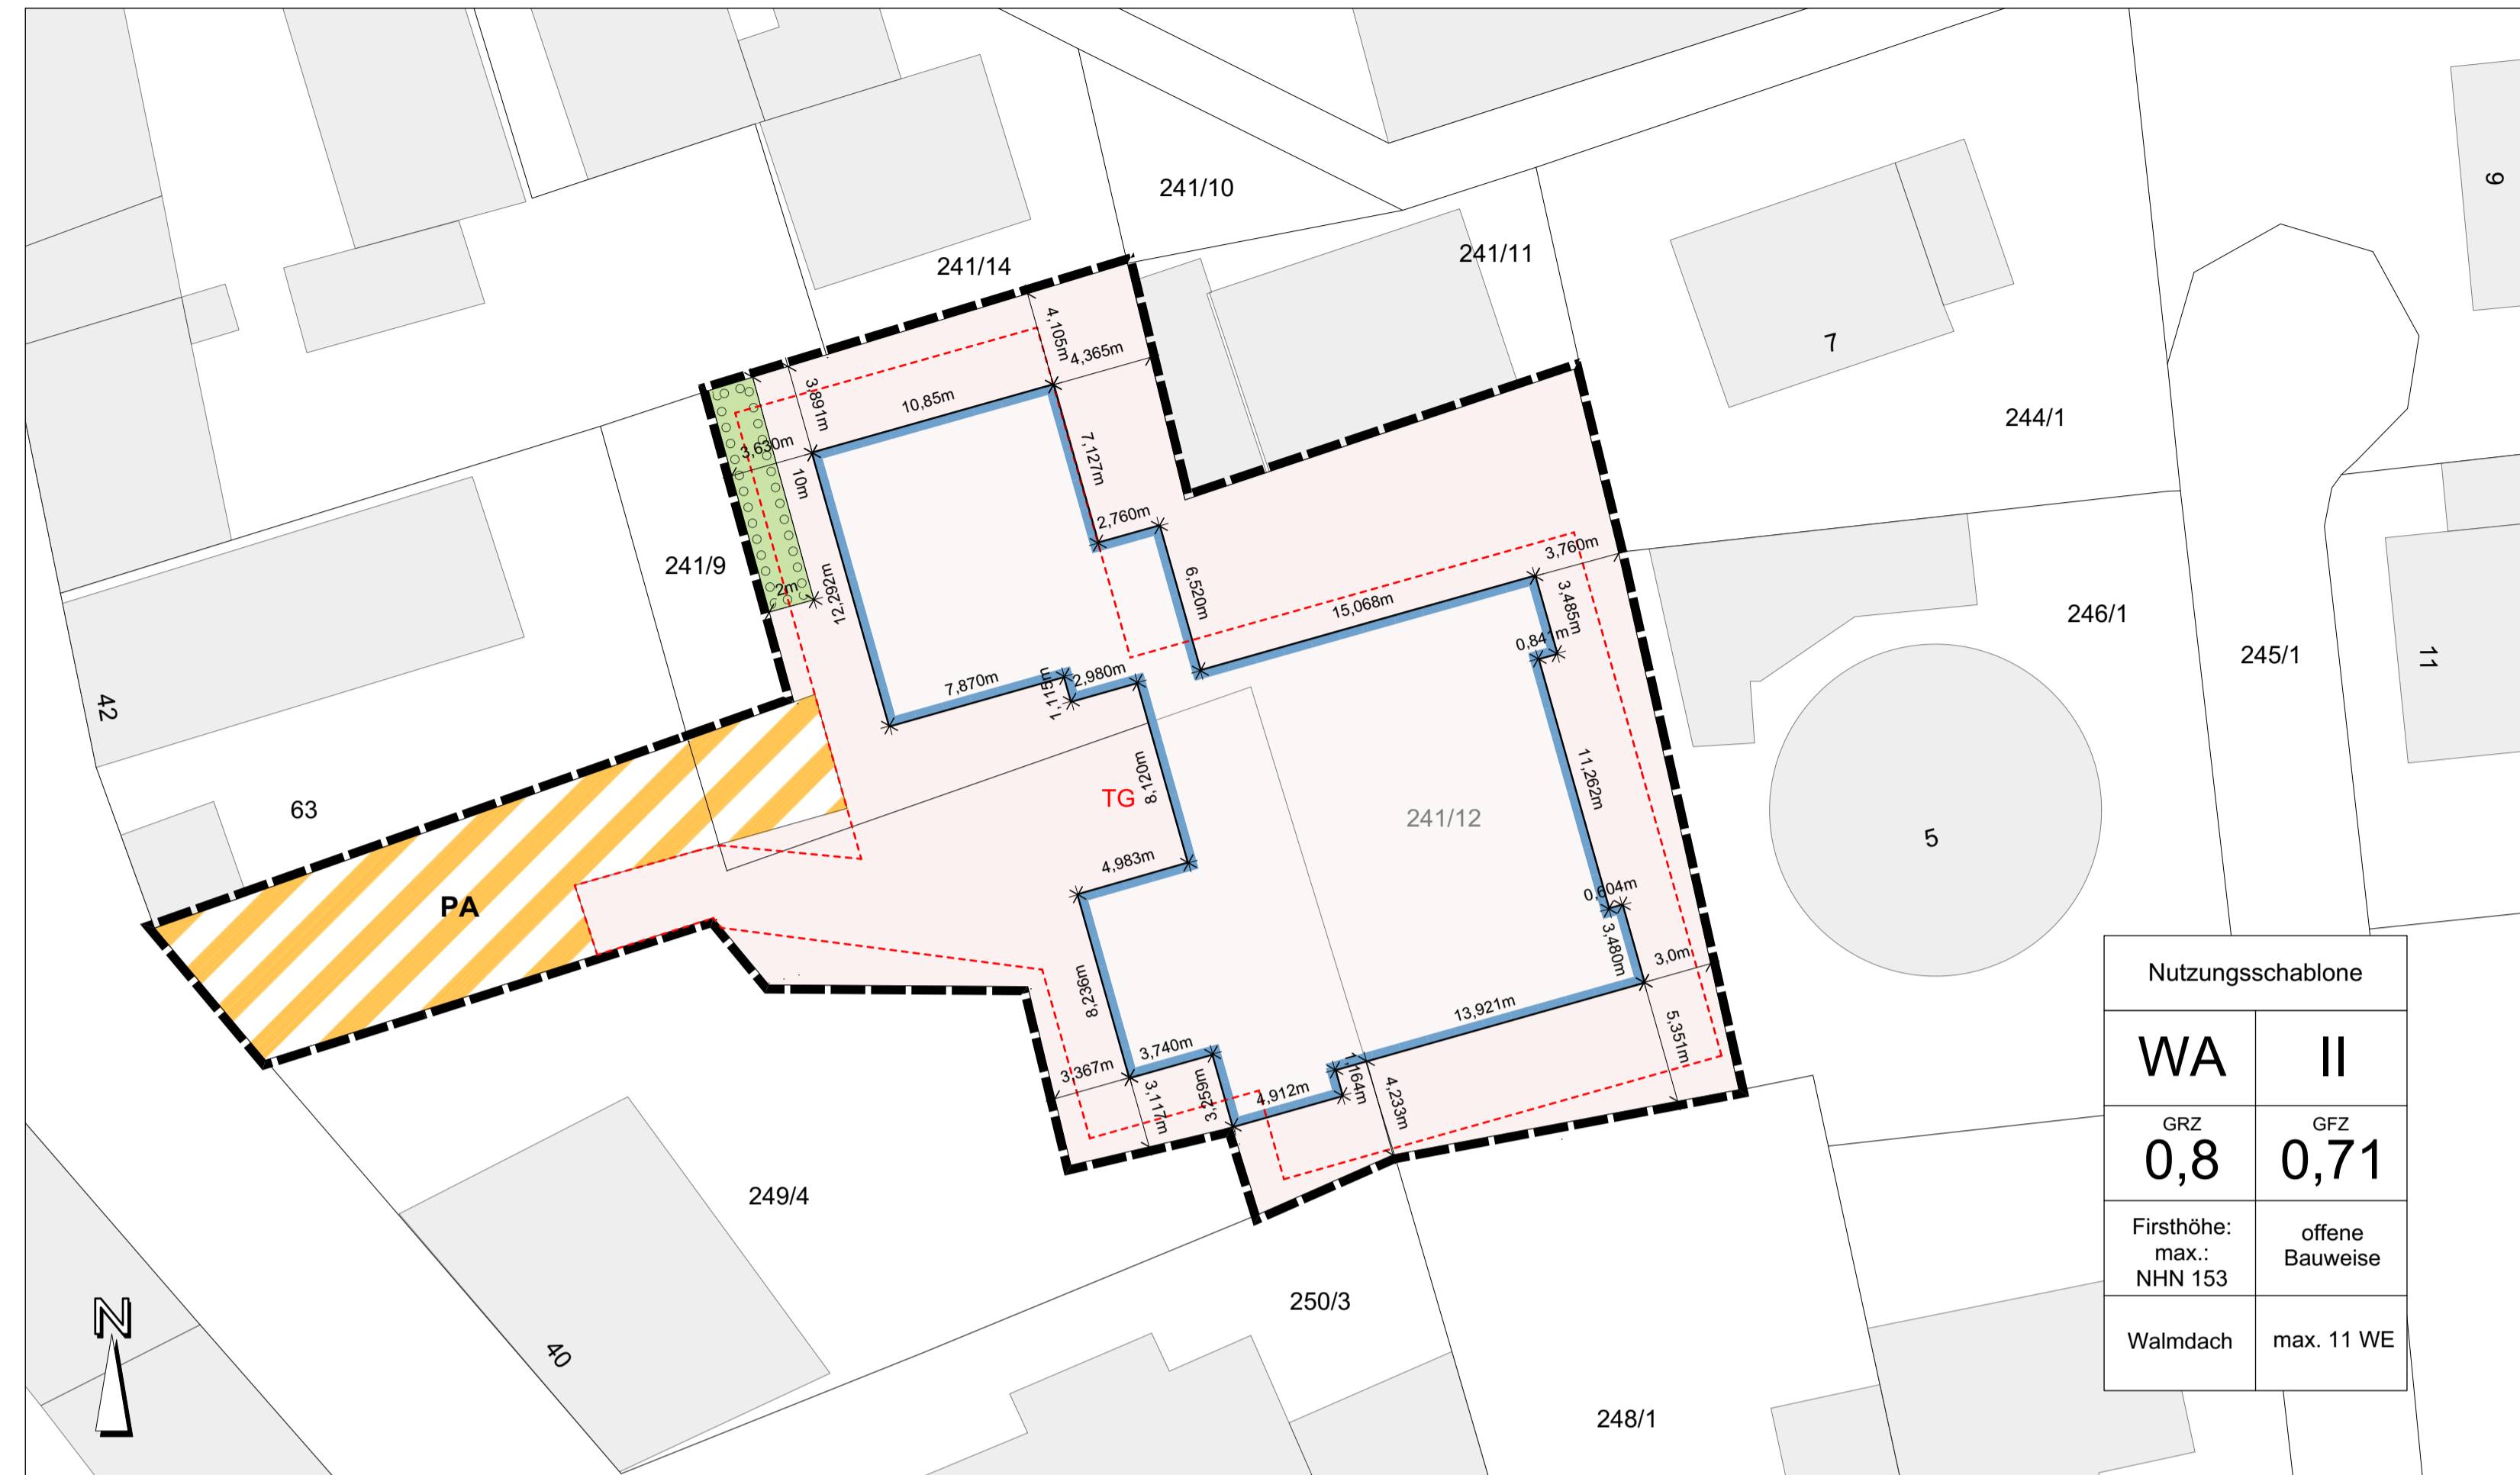 241/10
9
241/14
241/11
4,105m
4,365m
7
3,891m
10,85m
244/1
3,630m
7,127m
10m
2,760m
3,760m
241/9
2m
12,292m
6,520m
15,068m
3,485m
0,841m
246/1
245/1
11
7,870m
1,115m
2,980m
42
8,120m
TG
11,262m
241/12
63
5
4,983m
0,604m
PA
3,480m
3,0m
8,236m
13,921m
5,351m
3,740m
3,367m
3,259m
3,117m
4,912m
1,164m
4,233m
249/4
250/3
40
248/1
N
Nutzungsschablone
WA
II
GRZ
0,8
GFZ
0,71
Firsthöhe:
max.:
NHN 153
offene
Bauweise
Walmdach
max. 11 WE